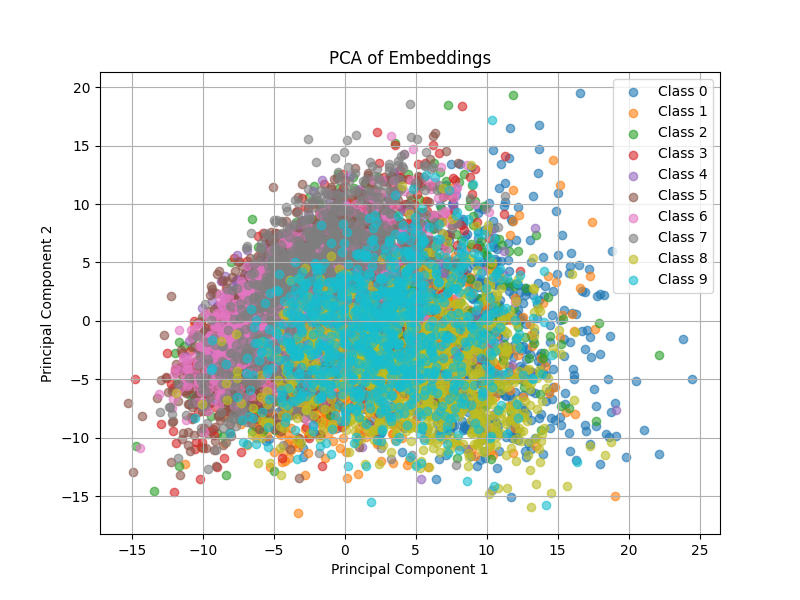 PCA of Embeddings
Class 0
Class 1
Class 2
Class 3
Class 4
Class 5
Class 6
Class 7
Class 8
Class 9
20
15
10
5
0
−5
−10
−15
Principal Component 2
−15 −10 −5 0 5 10 15 20 25
Principal Component 1